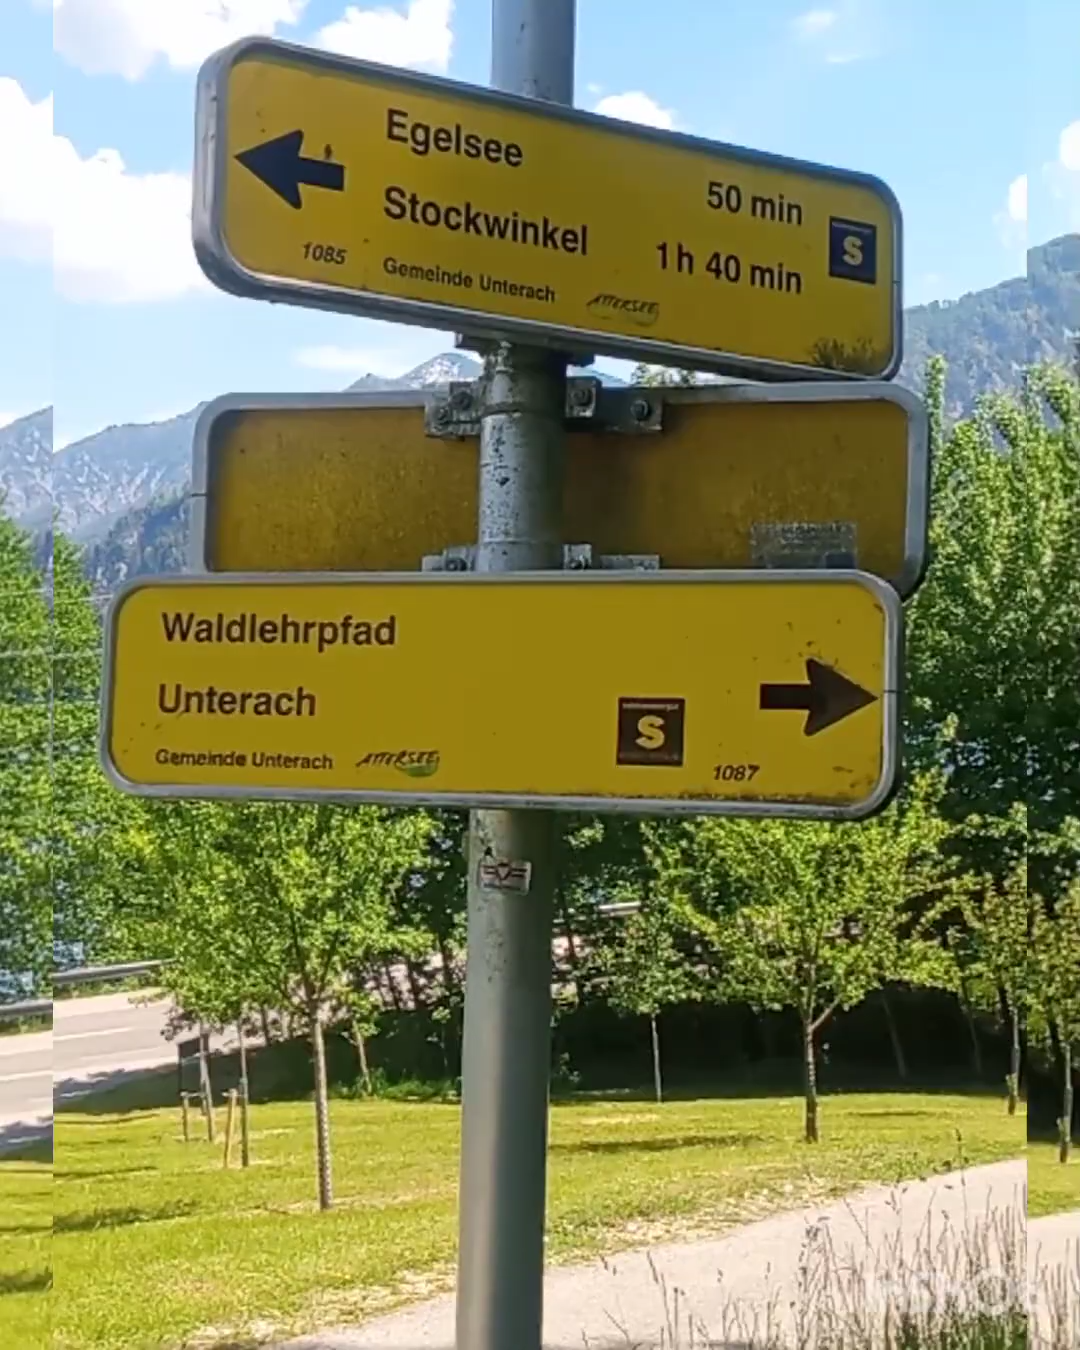 Egelsee
50 min
Stockwinkel
1 h 40 min
1085
Gemeinde Unterach
ATTERSEE
S
Waldlehrpfad
Unterach
Gemeinde Unterach
ATTERSEE
S
1087